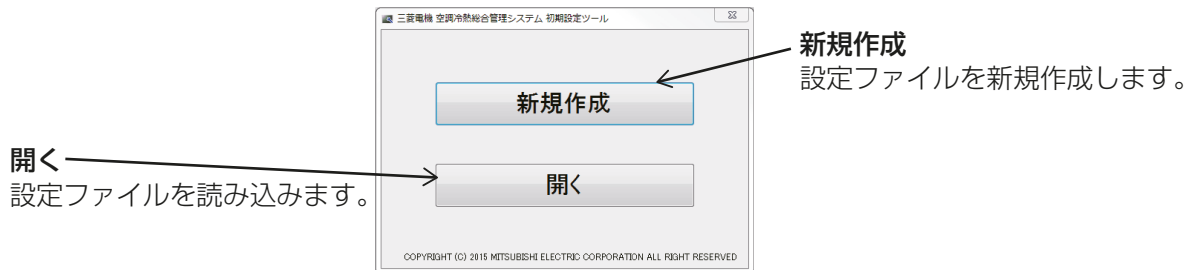 三菱電機 空調冷熱総合管理システム 初期設定ツール
新規作成
設定ファイルを新規作成します。
新規作成
開く
設定ファイルを読み込みます。
開く
COPYRIGHT (C) 2015 MITSUBISHI ELECTRIC CORPORATION ALL RIGHT RESERVED